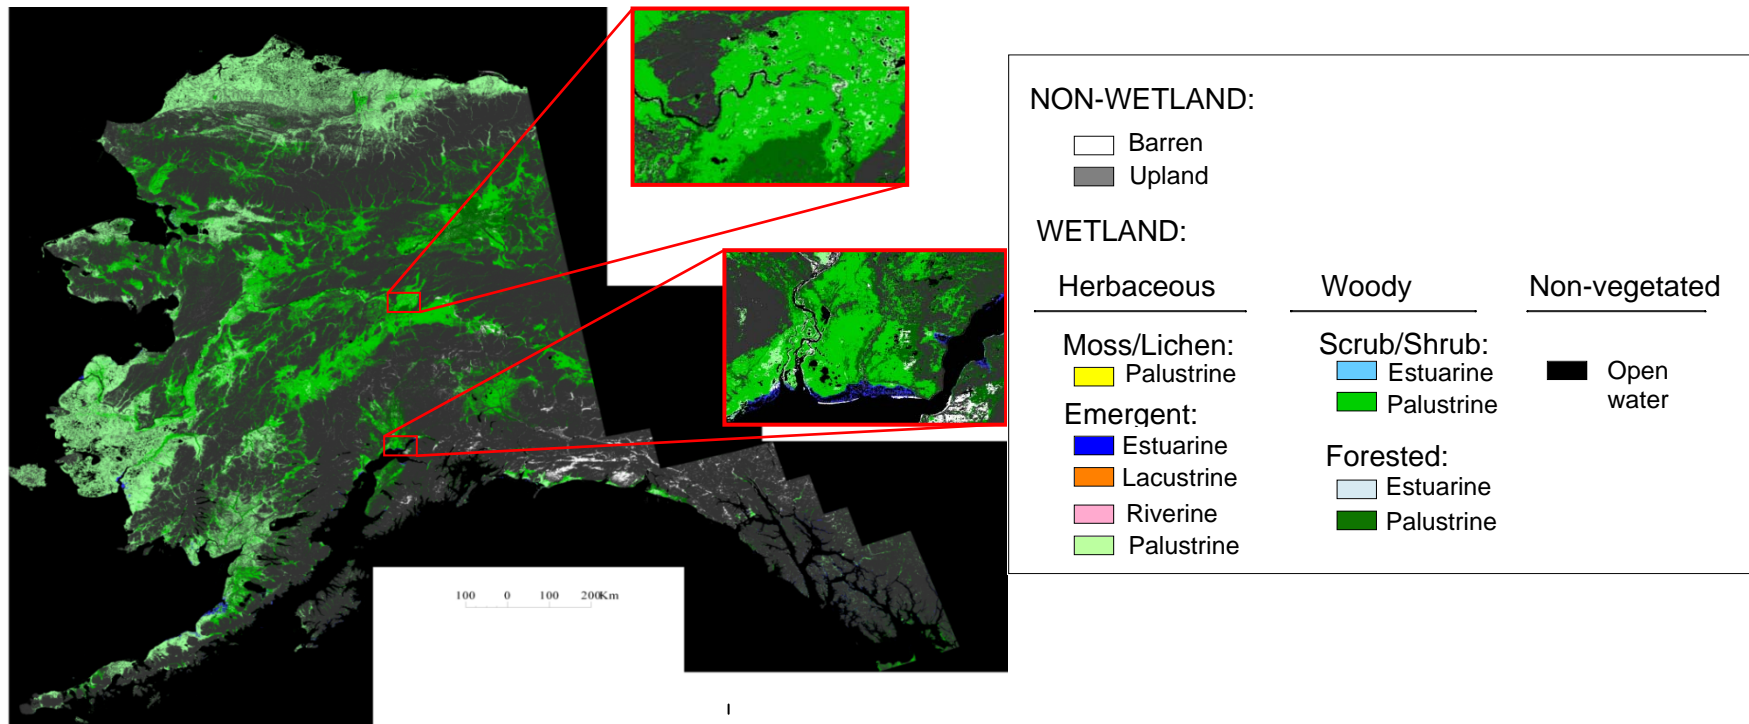 NON-WETLAND:
Barren
Upland
WETLAND:
Herbaceous
Woody
Non-vegetated
Moss/Lichen:
Palustrine
Emergent:
Estuarine
Lacustrine
Riverine
Palustrine
Scrub/Shrub:
Estuarine
Palustrine
Forested:
Estuarine
Palustrine
Open
water
100 0 100 200Km